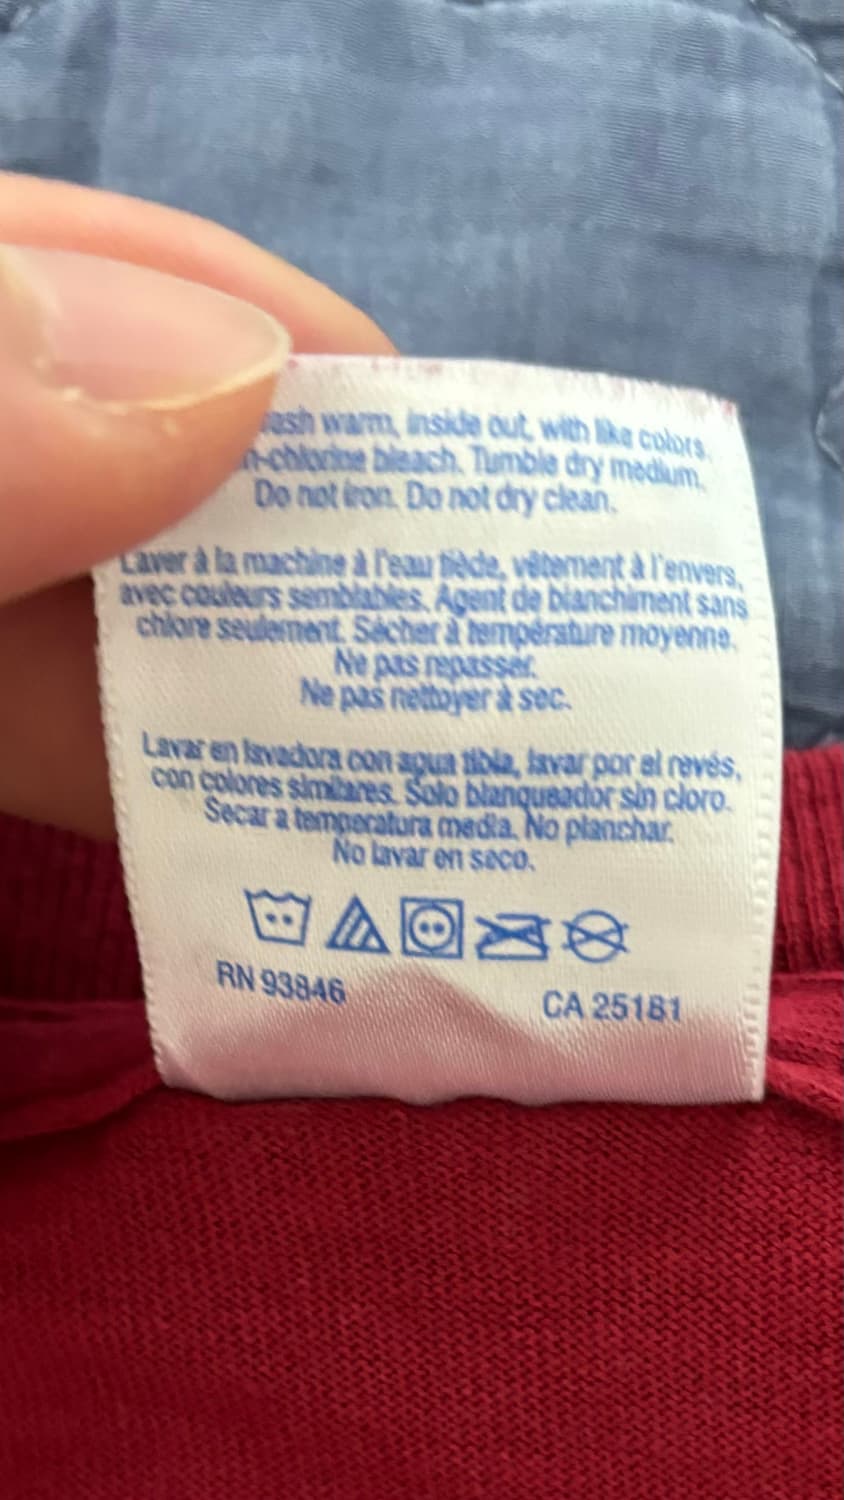 ash warm, inside out, with like colors.
n-chlorine bleach. Tumble dry medium.
Do not iron. Do not dry clean.
Laver à la machine à l'eau tiède, vêtement à l'envers,
avec couleurs semblables. Agent de blanchiment sans
chlore seulement. Sécher à température moyenne.
Ne pas repasser.
Ne pas nettoyer à sec.
Lavar en lavadora con agua tibia, lavar por el revés,
con colores similares. Solo blanqueador sin cloro.
Secar a temperatura media. No planchar.
No lavar en seco.
RN 93846
CA 25181